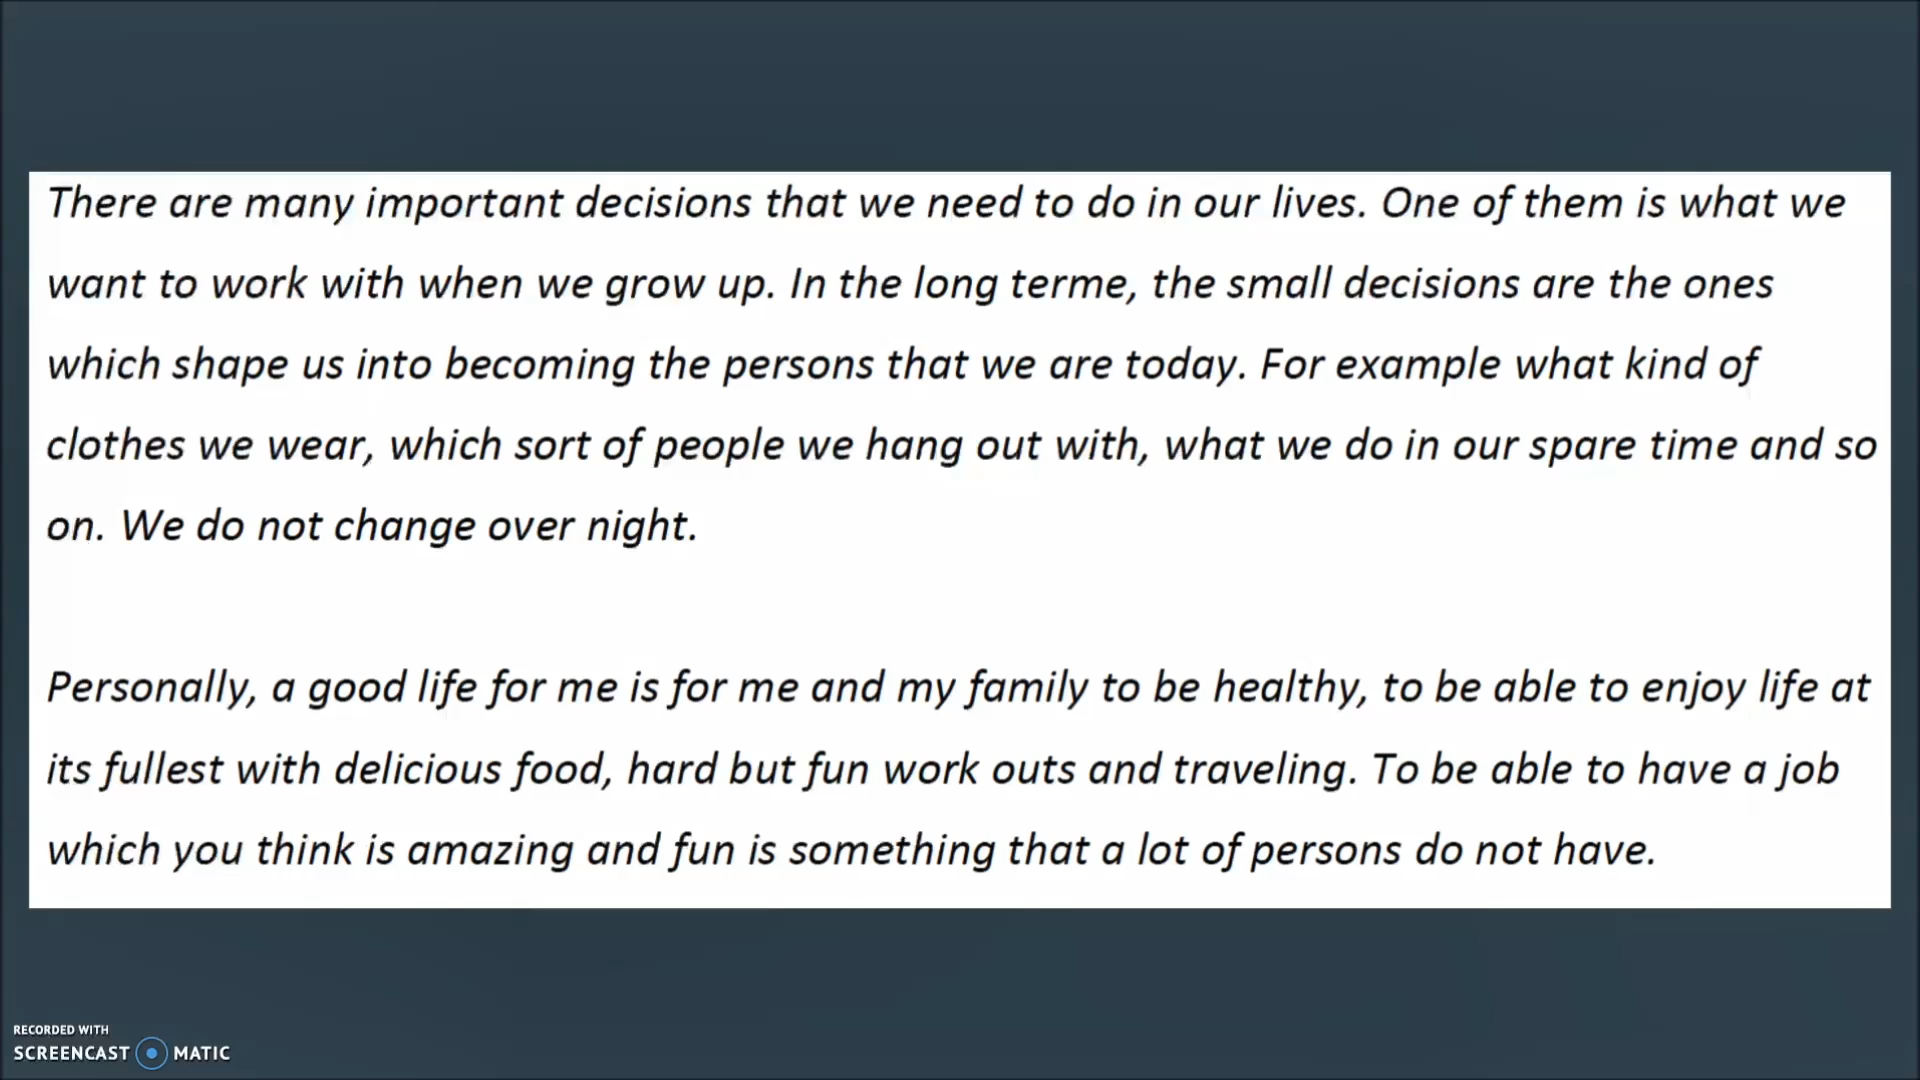 There are many important decisions that we need to do in our lives. One of them is what we
want to work with when we grow up. In the long terme, the small decisions are the ones
which shape us into becoming the persons that we are today. For example what kind of
clothes we wear, which sort of people we hang out with, what we do in our spare time and so
on. We do not change over night.
Personally, a good life for me is for me and my family to be healthy, to be able to enjoy life at
its fullest with delicious food, hard but fun work outs and traveling. To be able to have a job
which you think is amazing and fun is something that a lot of persons do not have.
RECORDED WITH
SCREENCAST MATIC